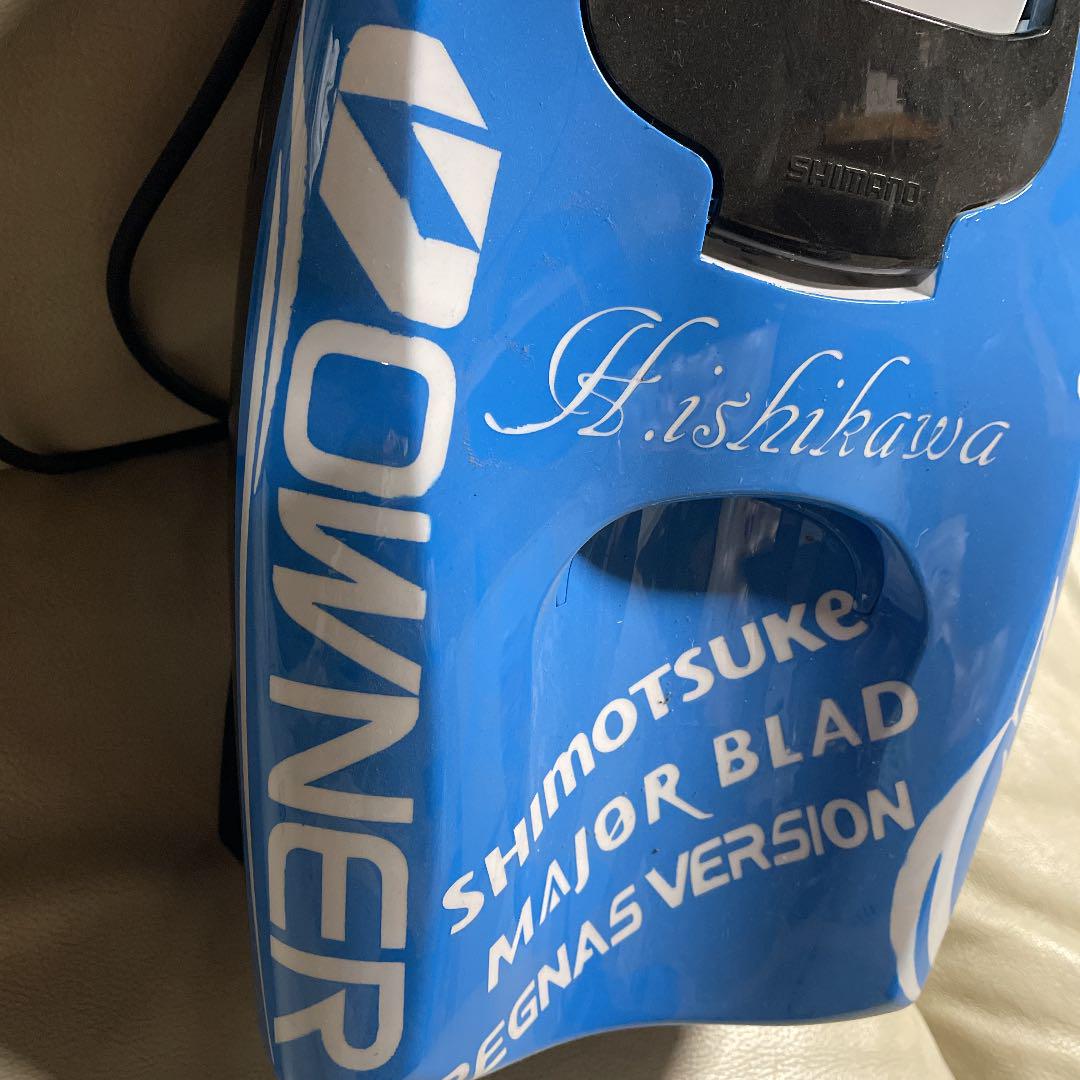 SHIMANO
OWNER
H.ishikawa
SHIMOTSUKe
MAJØR BLAD
REGNAS VERSION